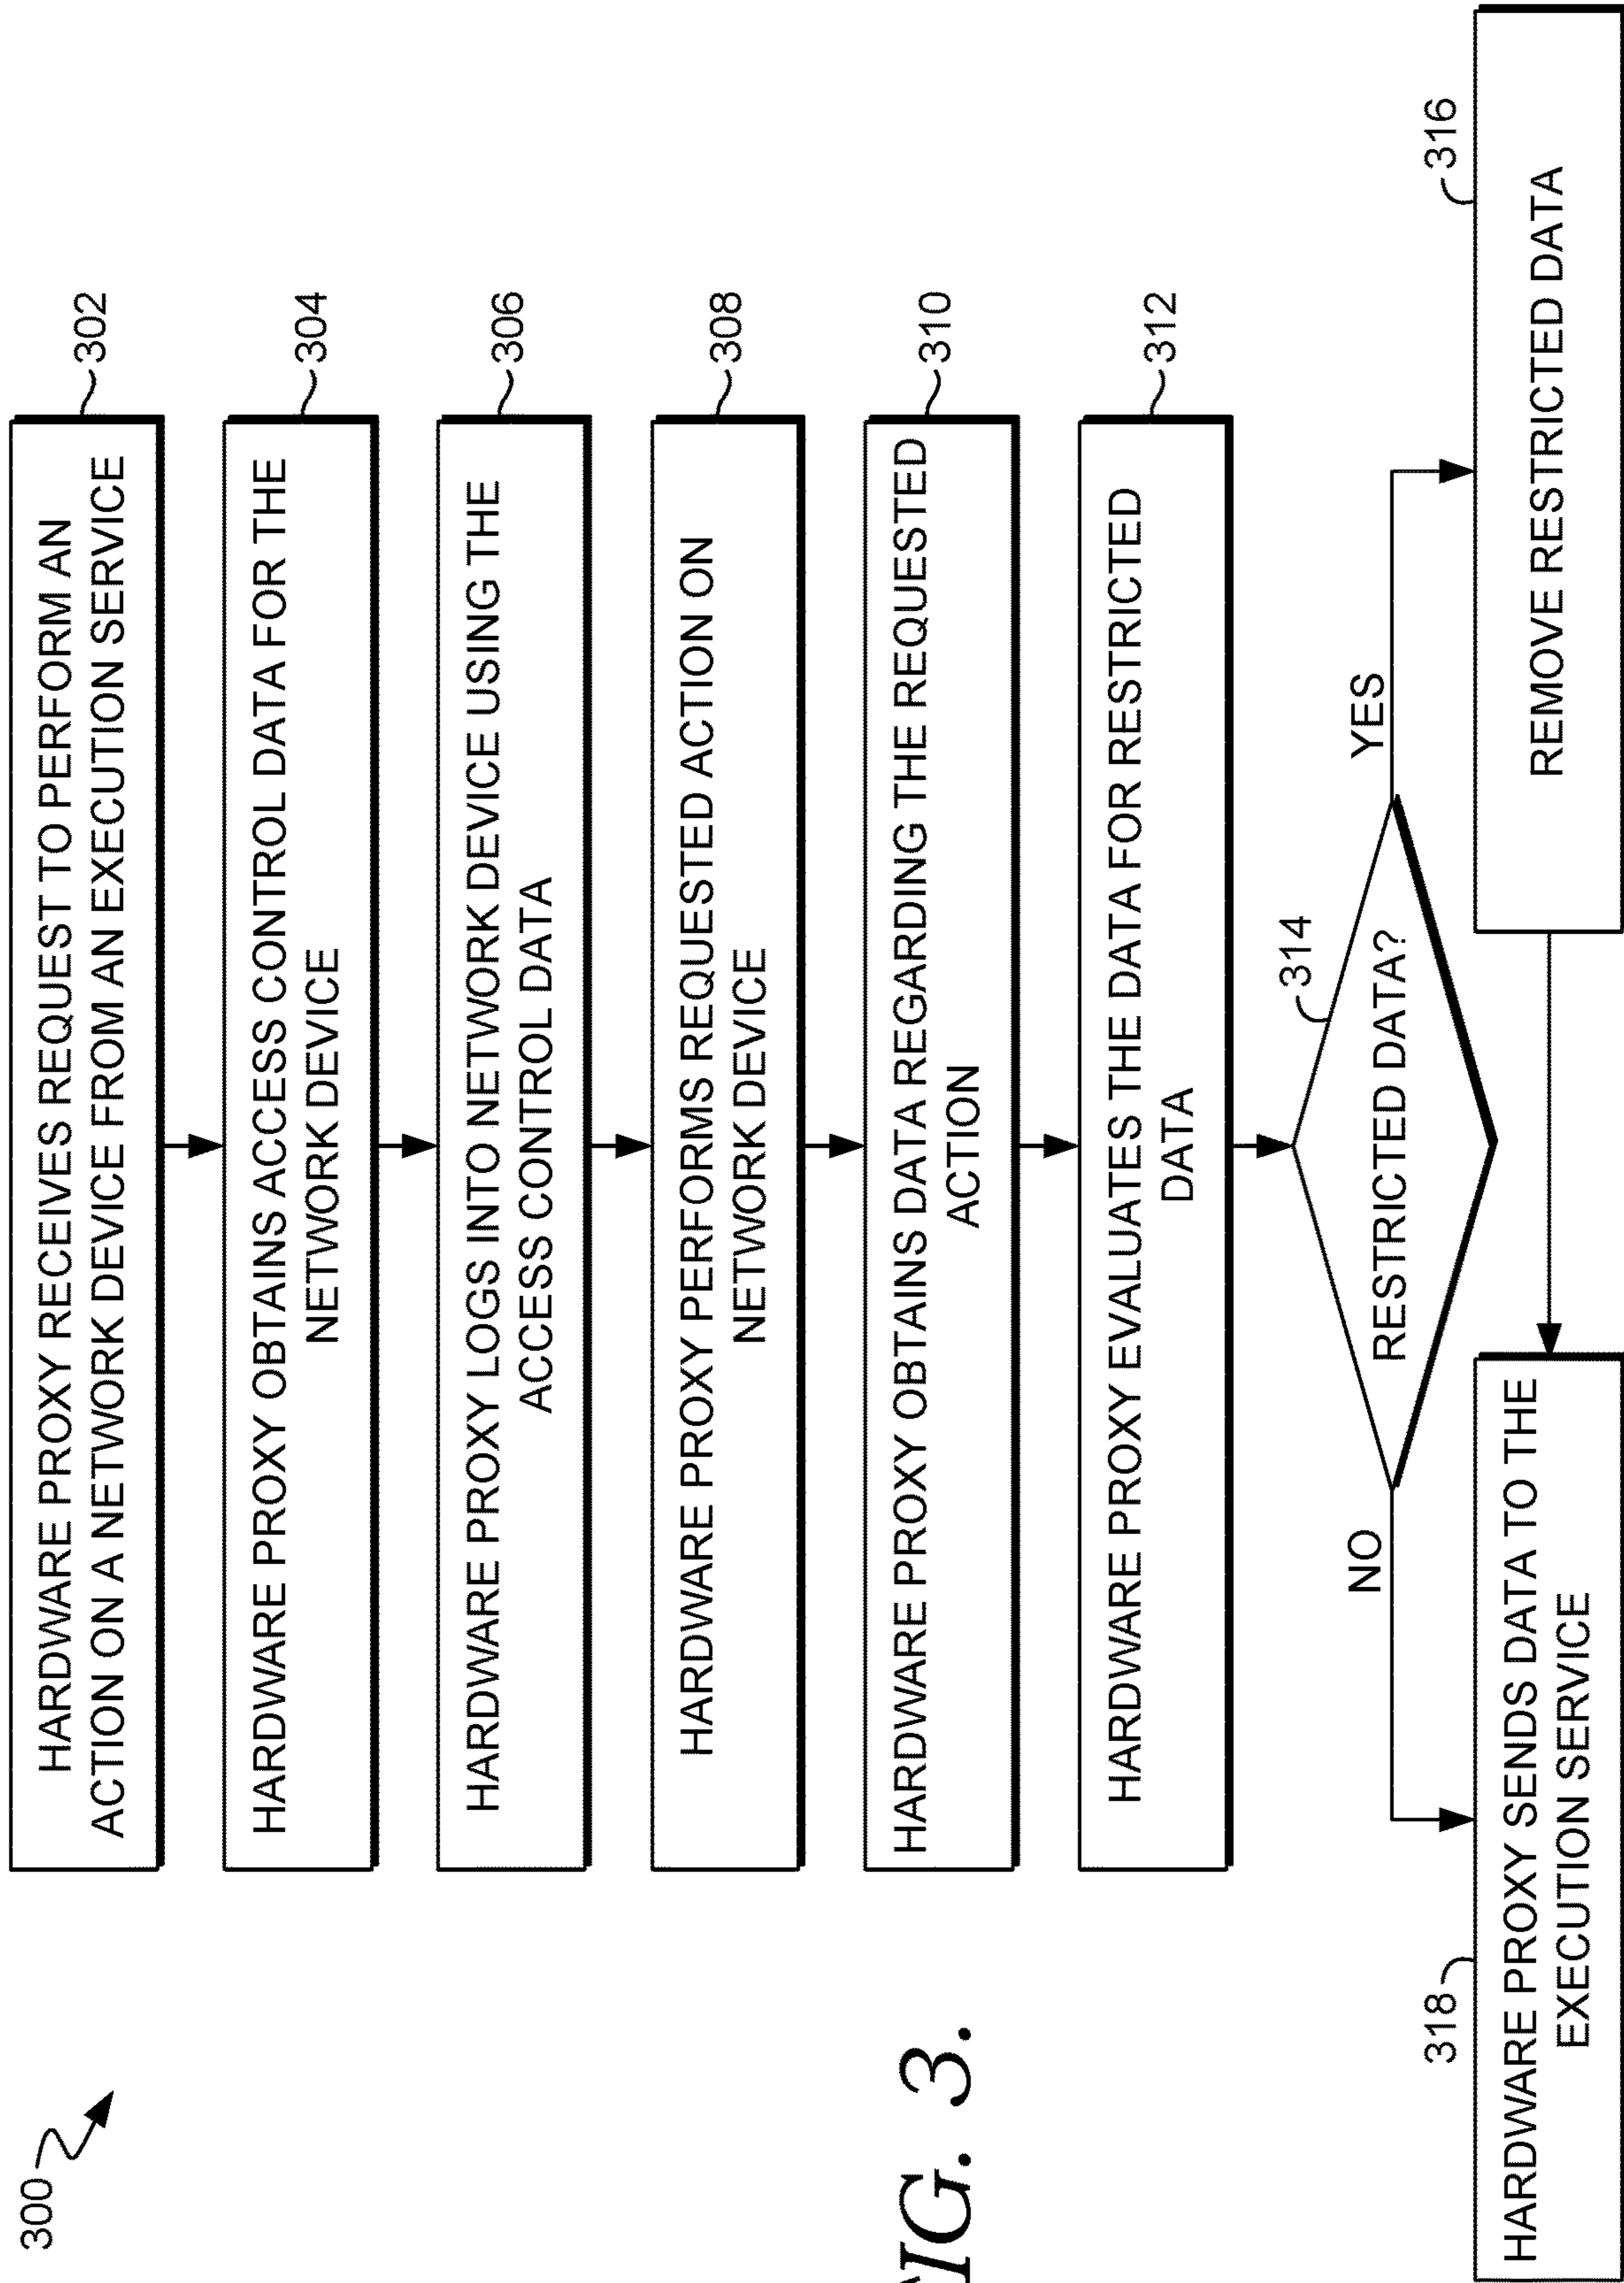 300
HARDWARE PROXY RECEIVES REQUEST TO PERFORM AN
ACTION ON A NETWORK DEVICE FROM AN EXECUTION SERVICE
302
HARDWARE PROXY OBTAINS ACCESS CONTROL DATA FOR THE
NETWORK DEVICE
304
HARDWARE PROXY LOGS INTO NETWORK DEVICE USING THE
ACCESS CONTROL DATA
306
HARDWARE PROXY PERFORMS REQUESTED ACTION ON
NETWORK DEVICE
308
HARDWARE PROXY OBTAINS DATA REGARDING THE REQUESTED
ACTION
310
HARDWARE PROXY EVALUATES THE DATA FOR RESTRICTED
DATA
312
314
RESTRICTED DATA?
NO
YES
318
HARDWARE PROXY SENDS DATA TO THE
EXECUTION SERVICE
316
REMOVE RESTRICTED DATA
FIG. 3.